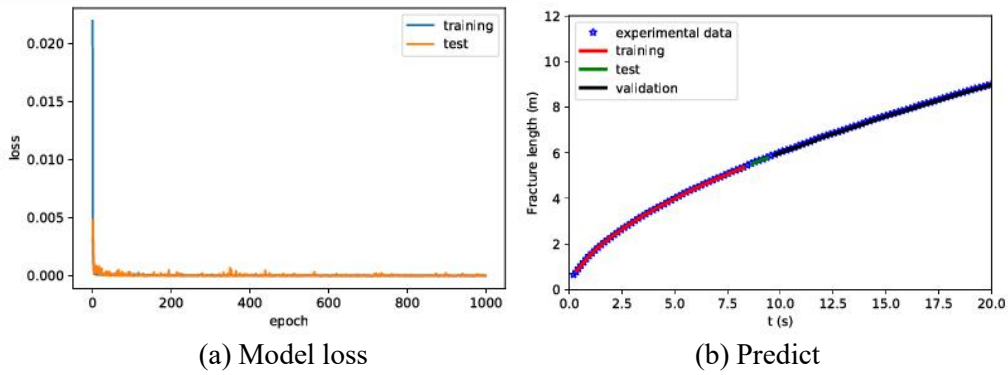 training
test
0.020
0.015
0.010
0.005
0.000
loss
0 200 400 600 800 1000
epoch
(a) Model loss
experimental data
training
test
validation
12
10
8
6
4
2
0
Fracture length (m)
0.0 2.5 5.0 7.5 10.0 12.5 15.0 17.5 20.0
t (s)
(b) Predict